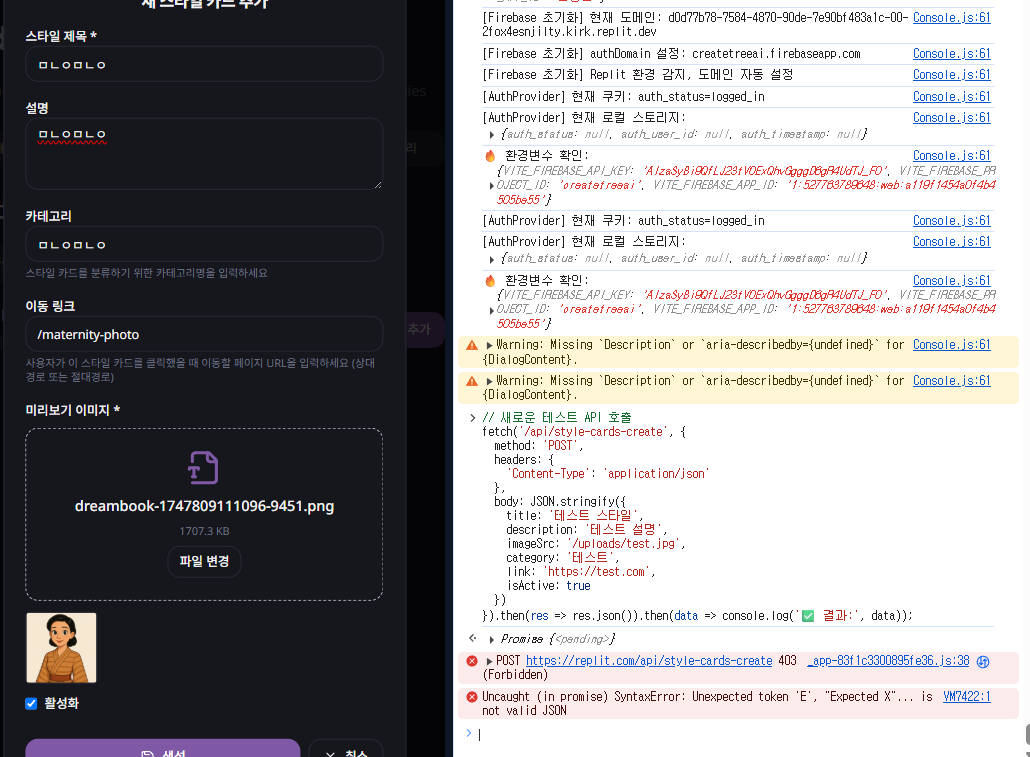 새 스타일 카드 추가
스타일 제목 *
ㅁㄴㅇㅁㄴㅇ
설명
ㅁㄴㅇㅁㄴㅇ
카테고리
ㅁㄴㅇㅁㄴㅇ
스타일 카드를 분류하기 위한 카테고리명을 입력하세요
이동 링크
/maternity-photo
사용자가 이 스타일 카드를 클릭했을 때 이동할 페이지 URL을 입력하세요 (상대
경로 또는 절대경로)
미리보기 이미지 *
dreambook-1747809111096-9451.png
1707.3 KB
파일 변경
활성화
생성
취소
ies
리
추가
[Firebase 초기화] 현재 도메인: d0d77b78-7584-4870-90de-7e90bf483a1c-00- Console.js:61
2fox4esnjilty.kirk.replit.dev
[Firebase 초기화] authDomain 설정: createtreeai.firebaseapp.com Console.js:61
[Firebase 초기화] Replit 환경 감지, 도메인 자동 설정 Console.js:61
[AuthProvider] 현재 쿠키: auth_status=logged_in Console.js:61
[AuthProvider] 현재 로컬 스토리지: Console.js:61
{auth_status: null, auth_user_id: null, auth_timestamp: null}
환경변수 확인: Console.js:61
{VITE_FIREBASE_API_KEY: VITE_FIREBASE_PR
OJECT_ID: 'createtreeai', VITE_FIREBASE_APP_ID: '1:527763789648:web:a119f1454a0f4b4
505be55'}
[AuthProvider] 현재 쿠키: auth_status=logged_in Console.js:61
[AuthProvider] 현재 로컬 스토리지: Console.js:61
{auth_status: null, auth_user_id: null, auth_timestamp: null}
환경변수 확인: Console.js:61
{VITE_FIREBASE_API_KEY: VITE_FIREBASE_PR
OJECT_ID: 'createtreeai', VITE_FIREBASE_APP_ID: '1:527763789648:web:a119f1454a0f4b4
505be55'}
Warning: Missing `Description` or `aria-describedby={undefined}` for Console.js:61
{DialogContent}.
Warning: Missing `Description` or `aria-describedby={undefined}` for Console.js:61
{DialogContent}.
// 새로운 테스트 API 호출
fetch('/api/style-cards-create', {
method: 'POST',
headers: {
'Content-Type': 'application/json'
},
body: JSON.stringify({
title: '테스트 스타일',
description: '테스트 설명',
imageSrc: '/uploads/test.jpg',
category: '테스트',
link: 'https://test.com',
isActive: true
})
}).then(res => res.json()).then(data => console.log('✅ 결과:', data));
Promise {<pending>}
POST https://replit.com/api/style-cards-create 403 _app-83f1c3300895fe36.js:38
(Forbidden)
Uncaught (in promise) SyntaxError: Unexpected token 'E', "Expected X"... is VM7422:1
not valid JSON